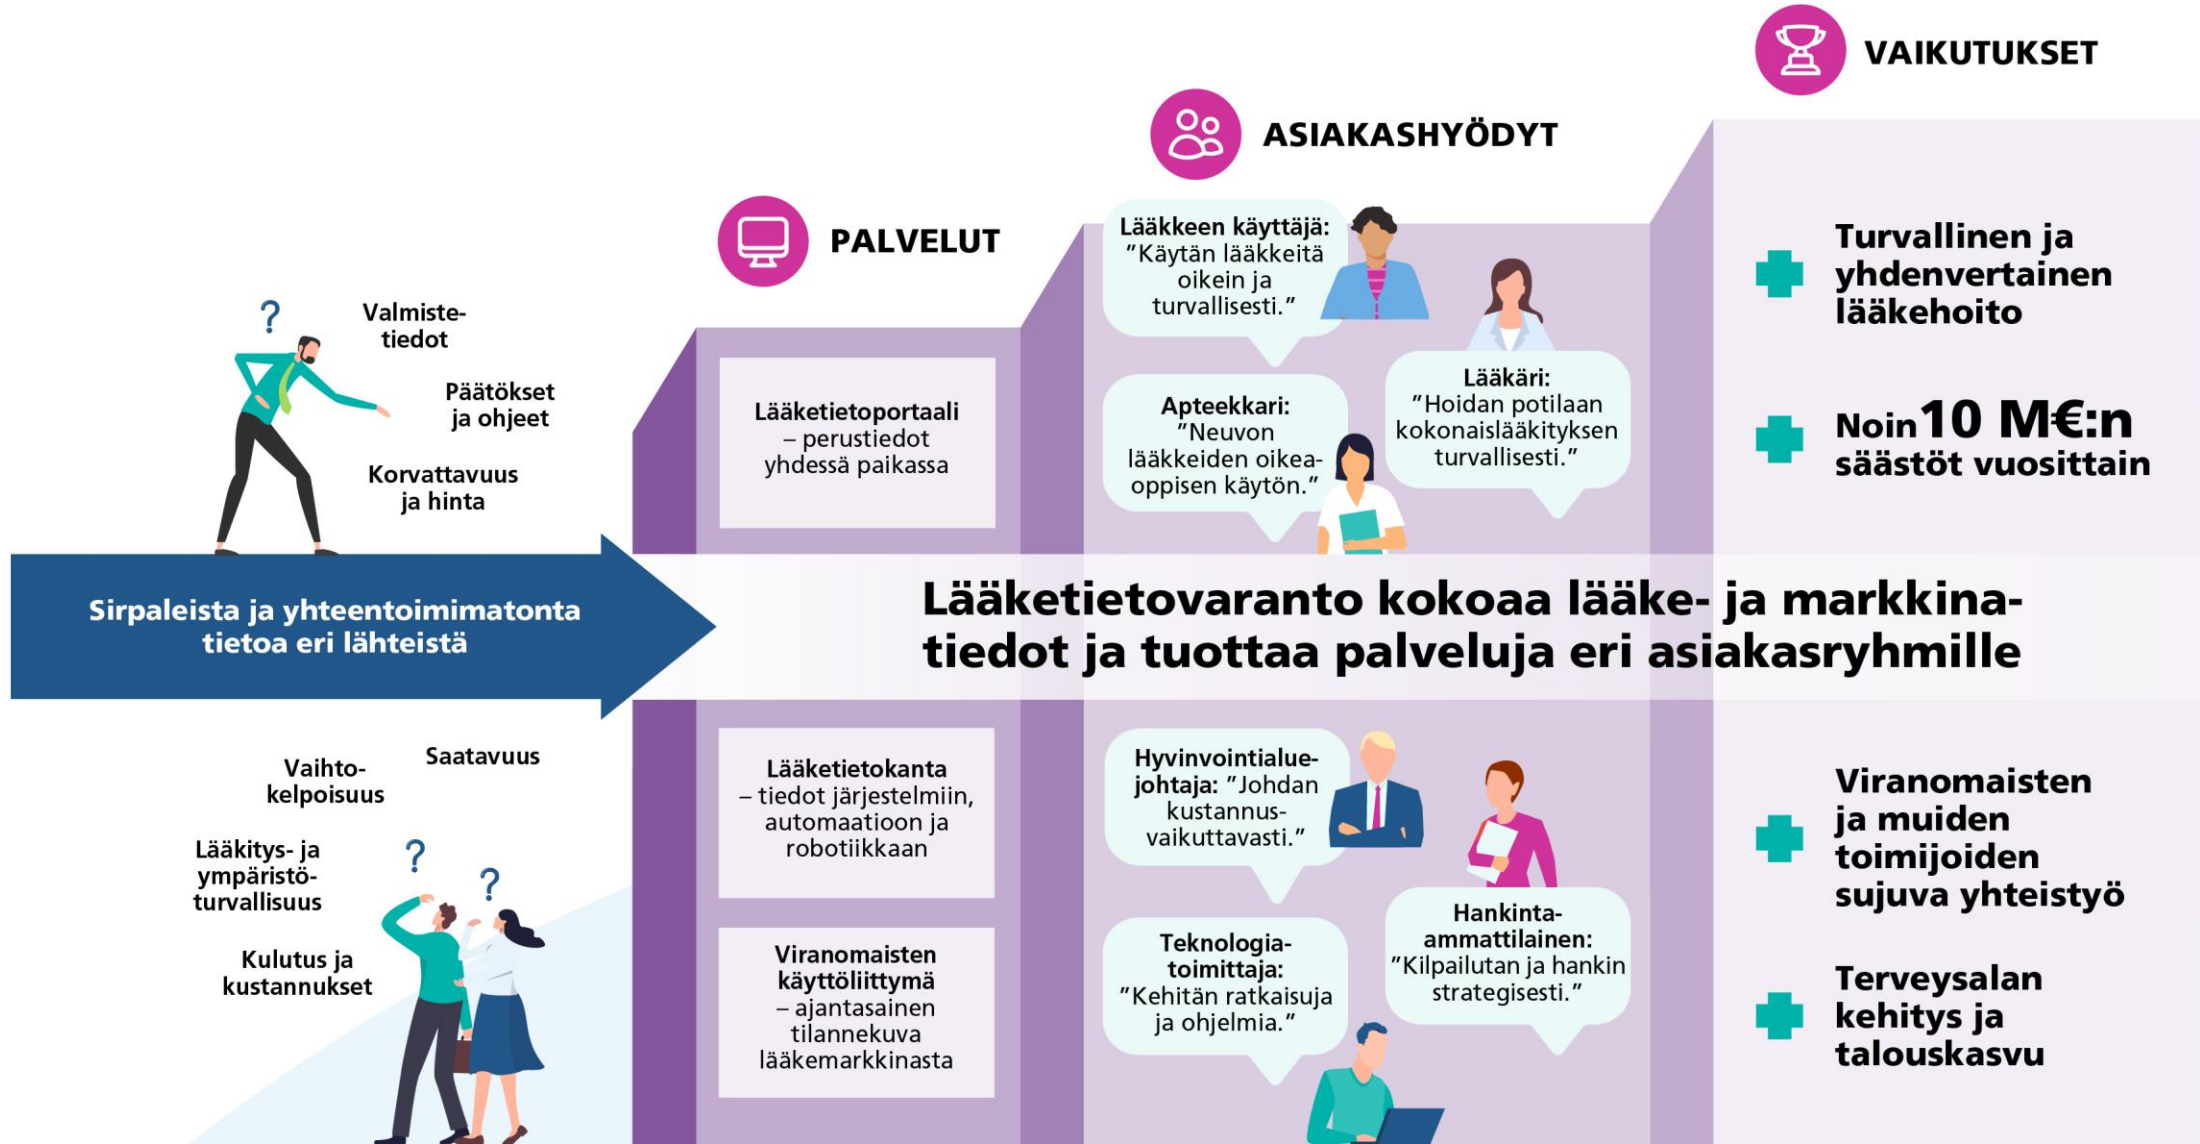 VAIKUTUKSET
ASIAKASHYÖDYT
PALVELUT
?
Valmiste-
tiedot
Päätökset
ja ohjeet
Korvattavuus
ja hinta
Sirpaleista ja yhteentoimimatonta
tietoa eri lähteistä
Vaihto-
kelpoisuus
Saatavuus
Lääkitys- ja
ympäristö-
turvallisuus
?
?
Kulutus ja
kustannukset
Lääketietoportaali
– perustiedot
yhdessä paikassa
Lääkkeen käyttäjä:
”Käytän lääkkeitä
oikein ja
turvallisesti.”
Lääkäri:
”Hoidan potilaan
kokonaislääkityksen
turvallisesti.”
Apteekkari:
”Neuvon
lääkkeiden oikea-
oppisen käytön.”
Turvallinen ja
yhdenvertainen
lääkehoito
Noin 10 M€:n
säästöt vuosittain
Lääketietovaranto kokoaa lääke- ja markkina-
tiedot ja tuottaa palveluja eri asiakasryhmille
Lääketietokanta
– tiedot järjestelmiin,
automaatioon ja
robotiikkaan
Viranomaisten
käyttöliittymä
– ajantasainen
tilannekuva
lääkemarkkinasta
Hyvinvointialue-
johtaja: ”Johdan
kustannus-
vaikuttavasti.”
Hankinta-
ammattilainen:
”Kilpailutan ja hankin
strategisesti.”
Teknologia-
toimittaja:
”Kehitän ratkaisuja
ja ohjelmia.”
Viranomaisten
ja muiden
toimijoiden
sujuva yhteistyö
Terveysalan
kehitys ja
talouskasvu